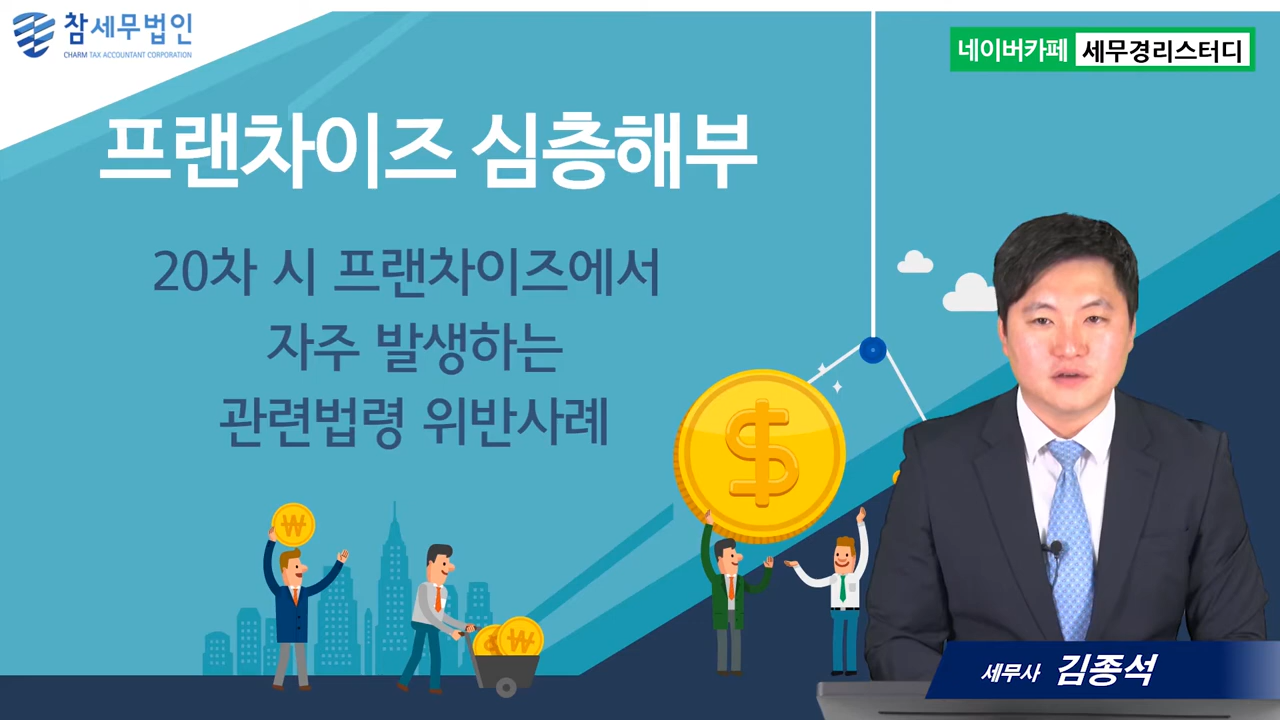 참세무법인
CHARM TAX ACCOUNTANT CORPORATION
네이버카페 세무경리스터디
프랜차이즈 심층해부
20차 시 프랜차이즈에서
자주 발생하는
관련법령 위반사례
$
₩
$ ₩
세무사 김종석